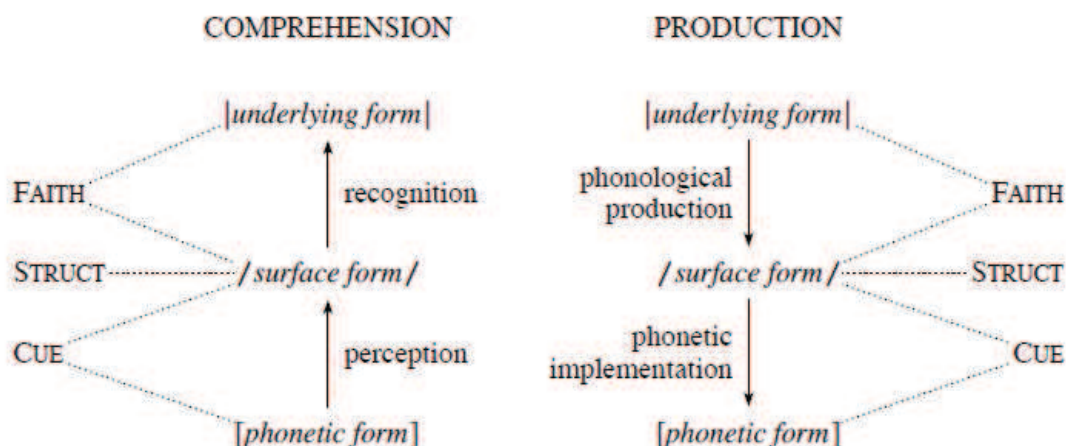 COMPREHENSION PRODUCTION
|underlying form| |underlying form|
FAITH recognition phonological production FAITH
STRUCT /surface form/ /surface form/ STRUCT
CUE perception phonetic implementation CUE
[phonetic form] [phonetic form]